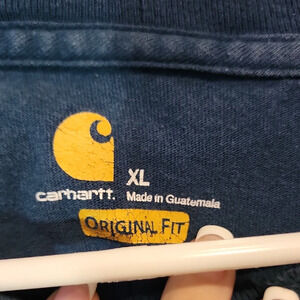 XL
carhartt. Made in Guatemala
ORIGINAL FIT